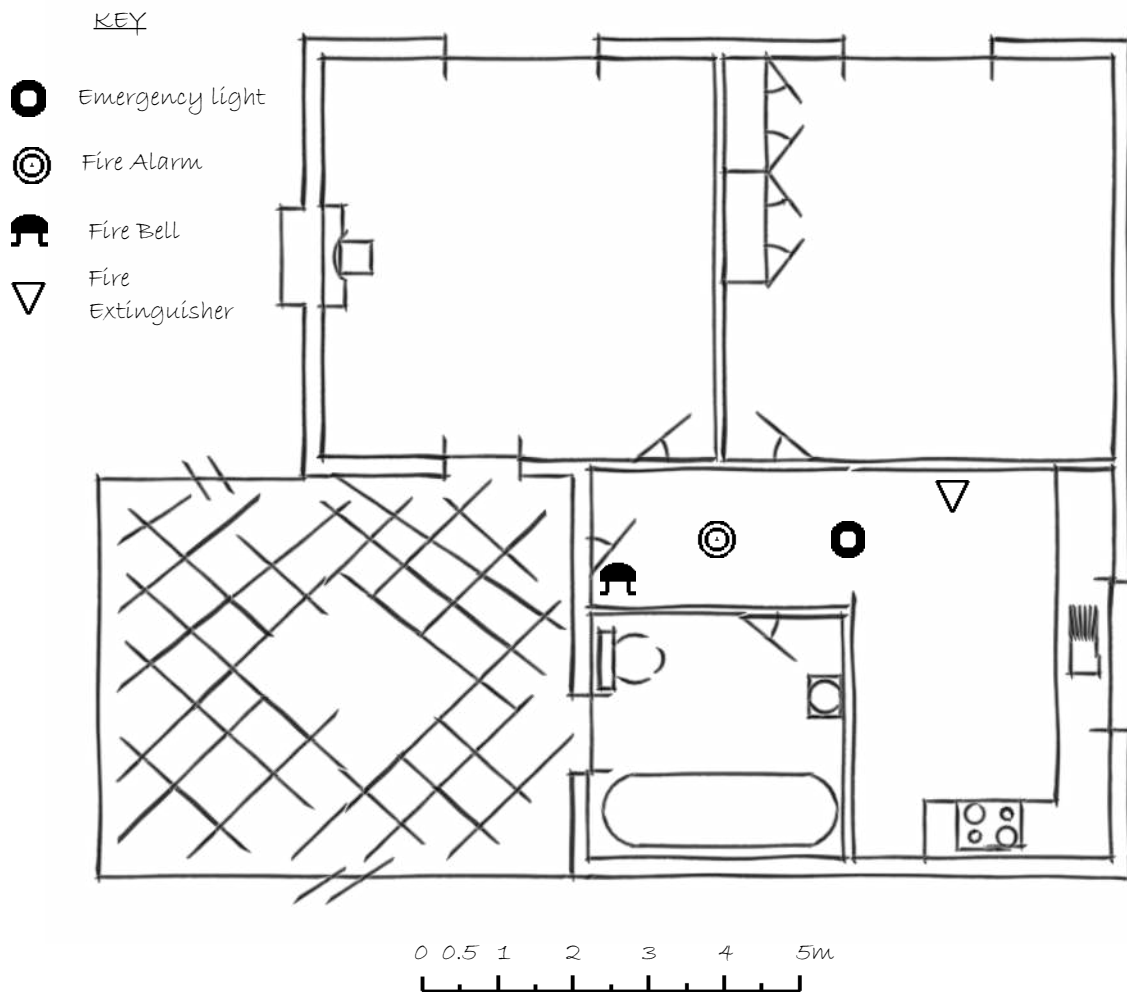 KEY
Emergency light
Fire Alarm
Fire Bell
Fire
Extinguisher
0 0.5 1 2 3 4 5m